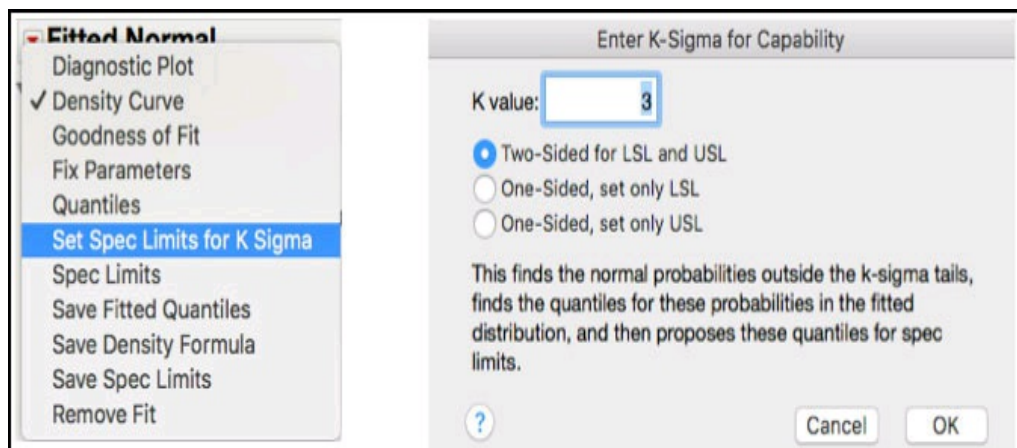 Fitted Normal
Diagnostic Plot
✓ Density Curve
Goodness of Fit
Fix Parameters
Quantiles
Set Spec Limits for K Sigma
Spec Limits
Save Fitted Quantiles
Save Density Formula
Save Spec Limits
Remove Fit
Enter K-Sigma for Capability
K value: 3
Two-Sided for LSL and USL
One-Sided, set only LSL
One-Sided, set only USL
This finds the normal probabilities outside the k-sigma tails,
finds the quantiles for these probabilities in the fitted
distribution, and then proposes these quantiles for spec
limits.
? Cancel OK